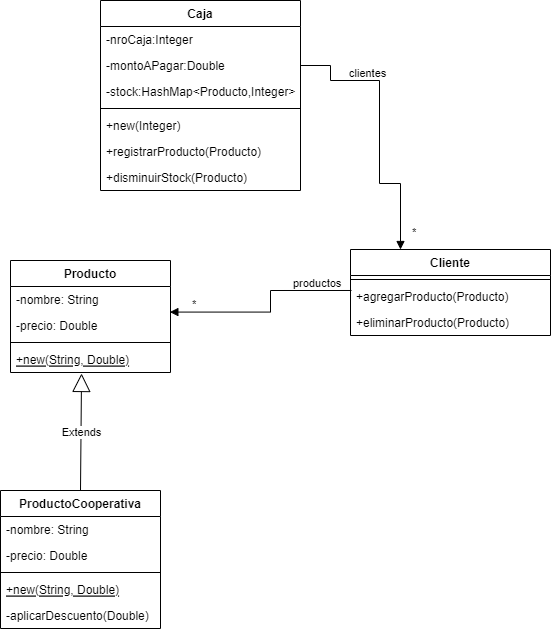 Caja
-nroCaja:Integer
-montoAPagar:Double
-stock:HashMap<Producto,Integer>
+new(Integer)
+registrarProducto(Producto)
+disminuirStock(Producto)
clientes
*
Cliente
+agregarProducto(Producto)
+eliminarProducto(Producto)
productos
*
Producto
-nombre: String
-precio: Double
+new(String, Double)
Extends
ProductoCooperativa
-nombre: String
-precio: Double
+new(String, Double)
-aplicarDescuento(Double)